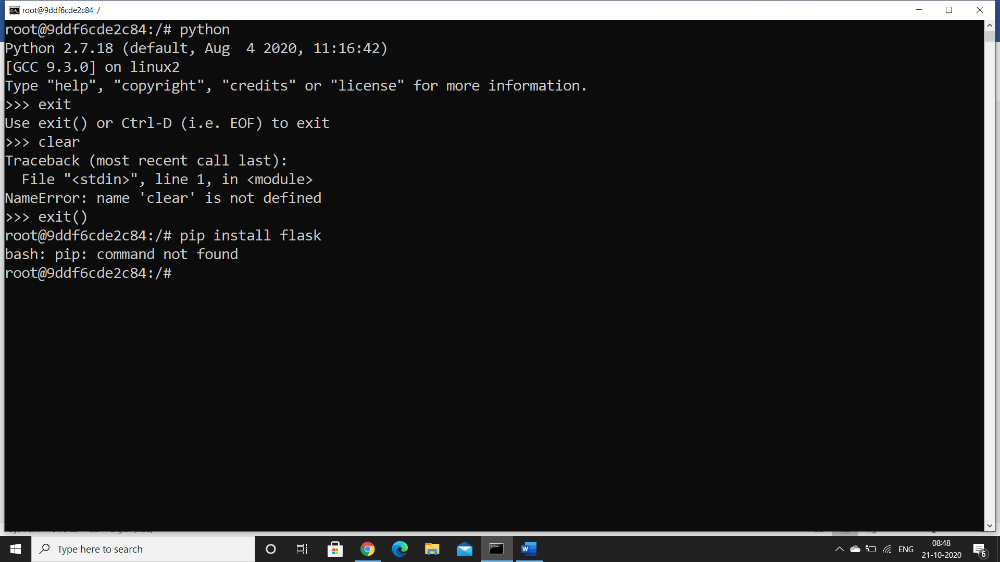 root@9ddf6cde2c84: /
root@9ddf6cde2c84:/# python
Python 2.7.18 (default, Aug  4 2020, 11:16:42)
[GCC 9.3.0] on linux2
Type "help", "copyright", "credits" or "license" for more information.
>>> exit
Use exit() or Ctrl-D (i.e. EOF) to exit
>>> clear
Traceback (most recent call last):
  File "<stdin>", line 1, in <module>
NameError: name 'clear' is not defined
>>> exit()
root@9ddf6cde2c84:/# pip install flask
bash: pip: command not found
root@9ddf6cde2c84:/#
Type here to search
ENG
08:48
21-10-2020
6